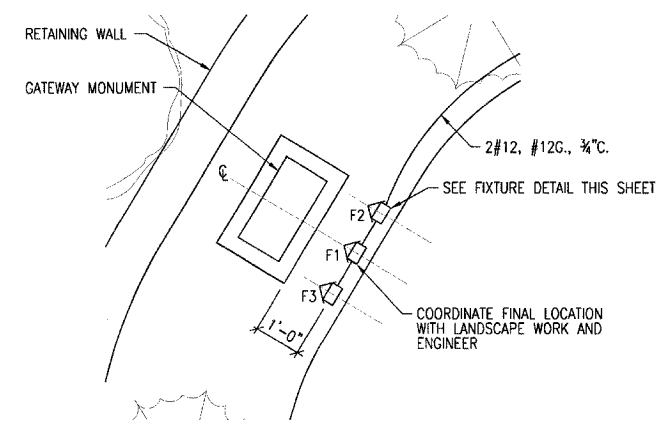 RETAINING WALL
GATEWAY MONUMENT
℄
2#12, #12G., ¾"C.
SEE FIXTURE DETAIL THIS SHEET
F2
F1
F3
1'-0"
COORDINATE FINAL LOCATION
WITH LANDSCAPE WORK AND
ENGINEER